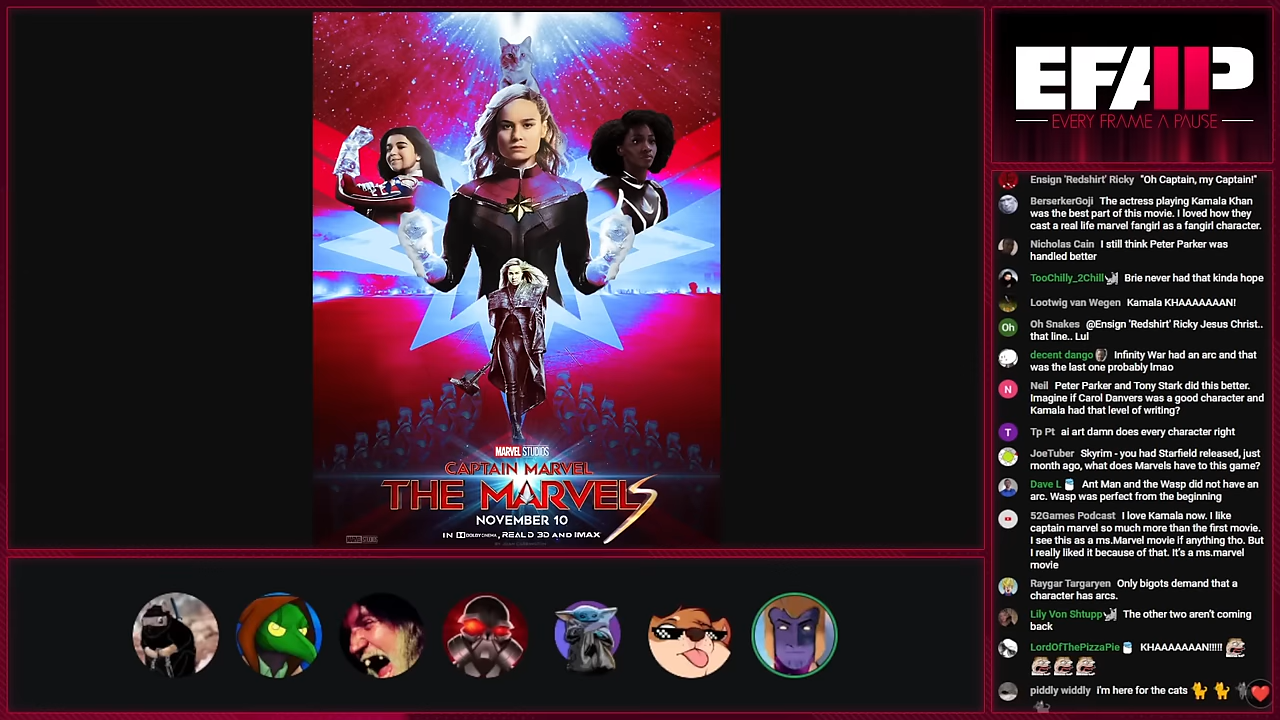 MARVEL STUDIOS
CAPTAIN MARVEL
THE MARVELS
NOVEMBER 10
IN DOLBY CINEMA, REALD 3D AND IMAX
MARVEL STUDIOS
EFAP
EVERY FRAME A PAUSE
Ensign 'Redshirt' Ricky "Oh Captain, my Captain!"
BerserkerGoji The actress playing Kamala Khan
was the best part of this movie. I loved how they
cast a real life marvel fangirl as a fangirl character.
Nicholas Cain I still think Peter Parker was
handled better
TooChilly_2Chill Brie never had that kinda hope
Lootwig van Wegen Kamala KHAAAAAAAN!
Oh
Oh Snakes @Ensign 'Redshirt' Ricky Jesus Christ..
that line.. Lul
decent dango Infinity War had an arc and that
was the last one probably lmao
N
Neil Peter Parker and Tony Stark did this better.
Imagine if Carol Danvers was a good character and
Kamala had that level of writing?
T
Tp Pt ai art damn does every character right
JoeTuber Skyrim - you had Starfield released, just
month ago, what does Marvels have to this game?
Dave L Ant Man and the Wasp did not have an
arc. Wasp was perfect from the beginning
52Games Podcast I love Kamala now. I like
captain marvel so much more than the first movie.
I see this as a ms.Marvel movie if anything tho. But
I really liked it because of that. It's a ms.marvel
movie
Raygar Targaryen Only bigots demand that a
character has arcs.
Lily Von Shtupp The other two aren't coming
back
LordOfThePizzaPie KHAAAAAAAN!!!!!
piddly widdly I'm here for the cats